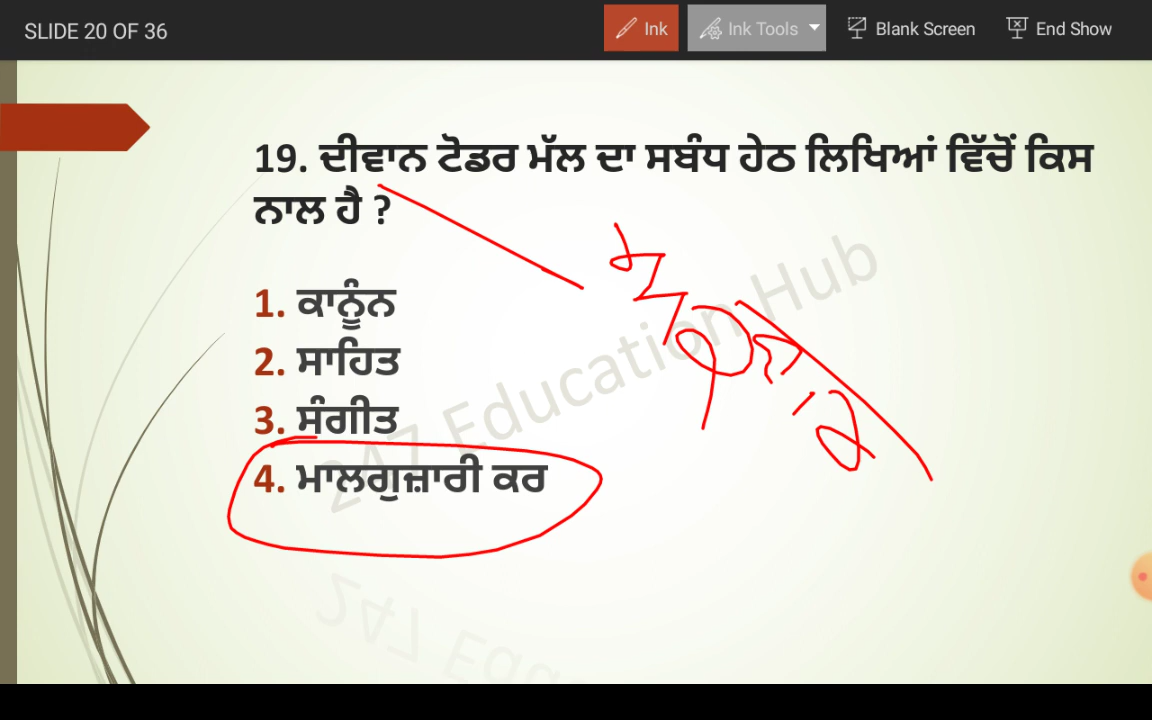 SLIDE 20 OF 36
Ink
Ink Tools
Blank Screen
End Show
19. ਦੀਵਾਨ ਟੋਡਰ ਮੱਲ ਦਾ ਸਬੰਧ ਹੇਠ ਲਿਖਿਆਂ ਵਿੱਚੋਂ ਕਿਸ
ਨਾਲ ਹੈ ?
1. ਕਾਨੂੰਨ
2. ਸਾਹਿਤ
3. ਸੰਗੀਤ
4. ਮਾਲਗੁਜ਼ਾਰੀ ਕਰ
247 Education Hub